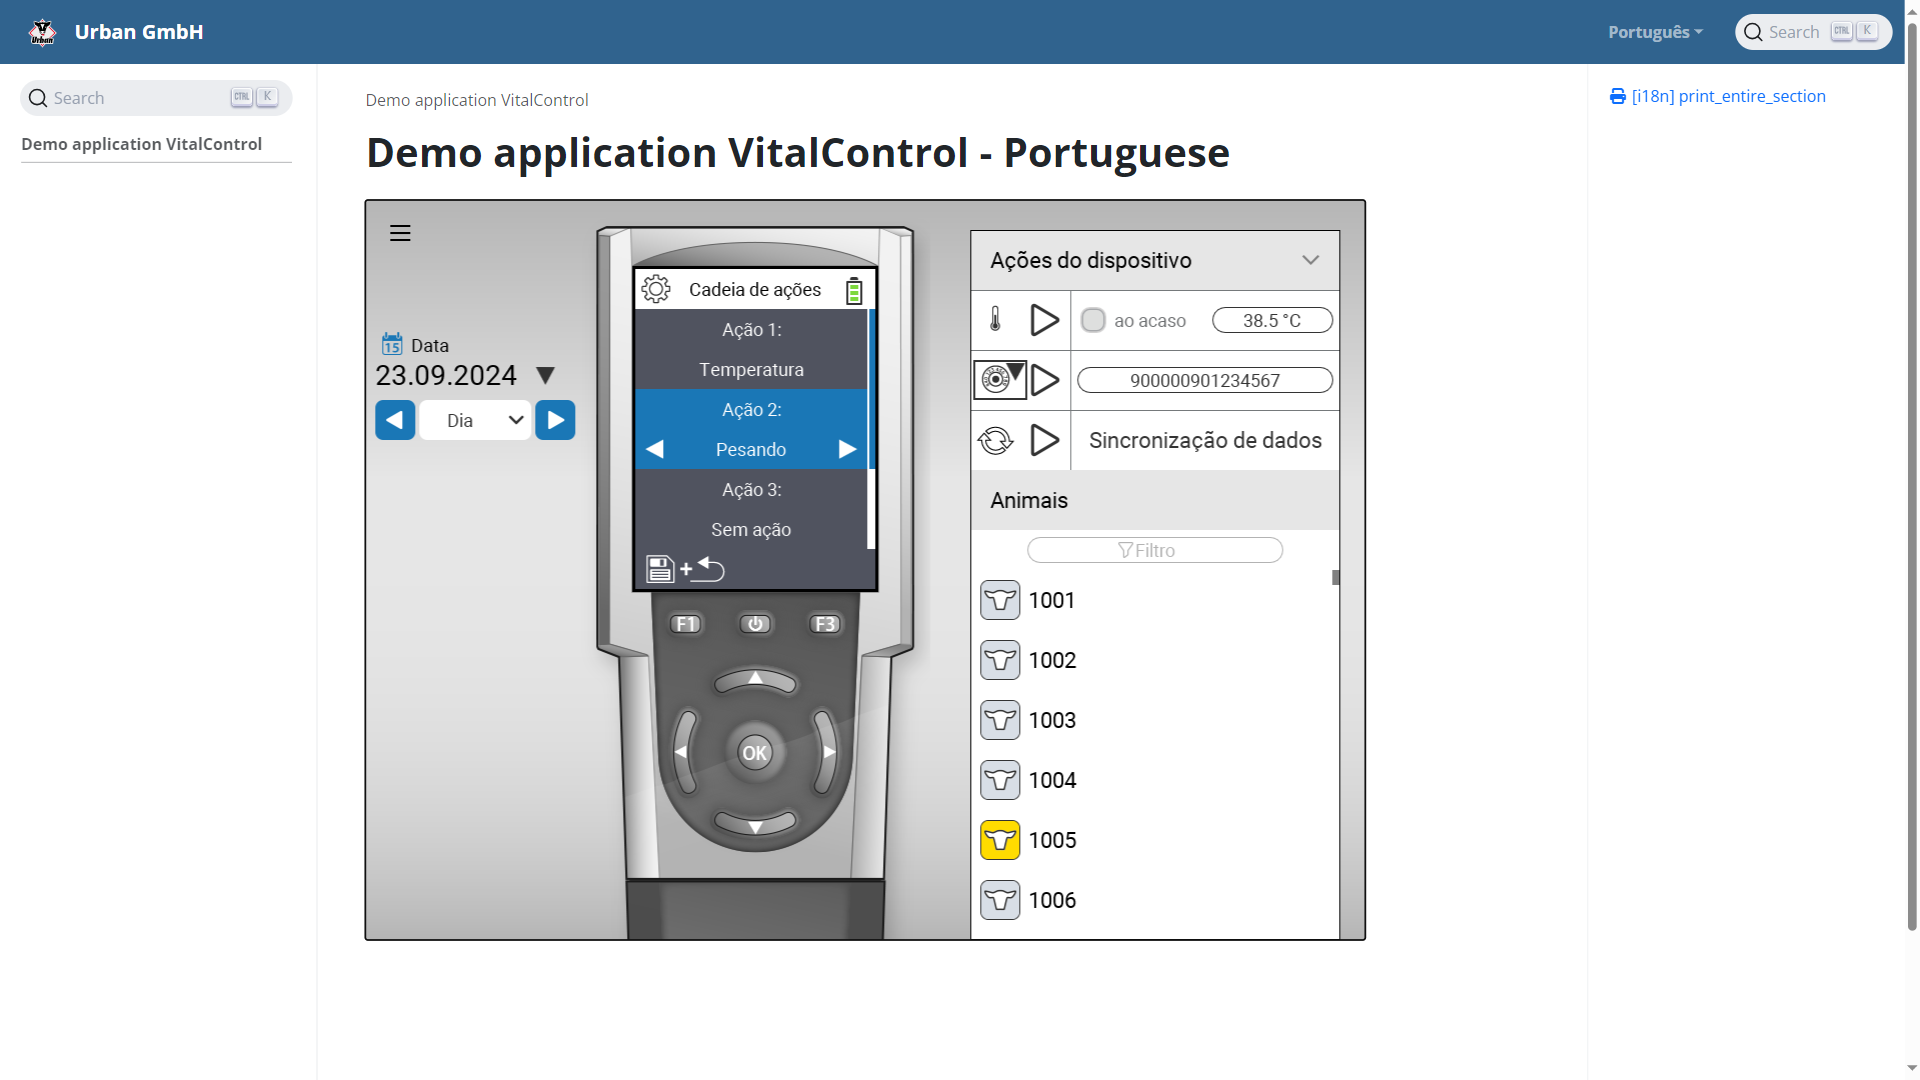 Urban GmbH
Português
Search CTRL K
Search CTRL K
Demo application VitalControl
Demo application VitalControl
Demo application VitalControl - Portuguese
[i18n] print_entire_section
15 Data
23.09.2024
Dia
Cadeia de ações
Ação 1:
Temperatura
Ação 2:
Pesando
Ação 3:
Sem ação
+
F1
F3
OK
Ações do dispositivo
ao acaso
38.5 °C
900000901234567
Sincronização de dados
Animais
Filtro
1001
1002
1003
1004
1005
1006